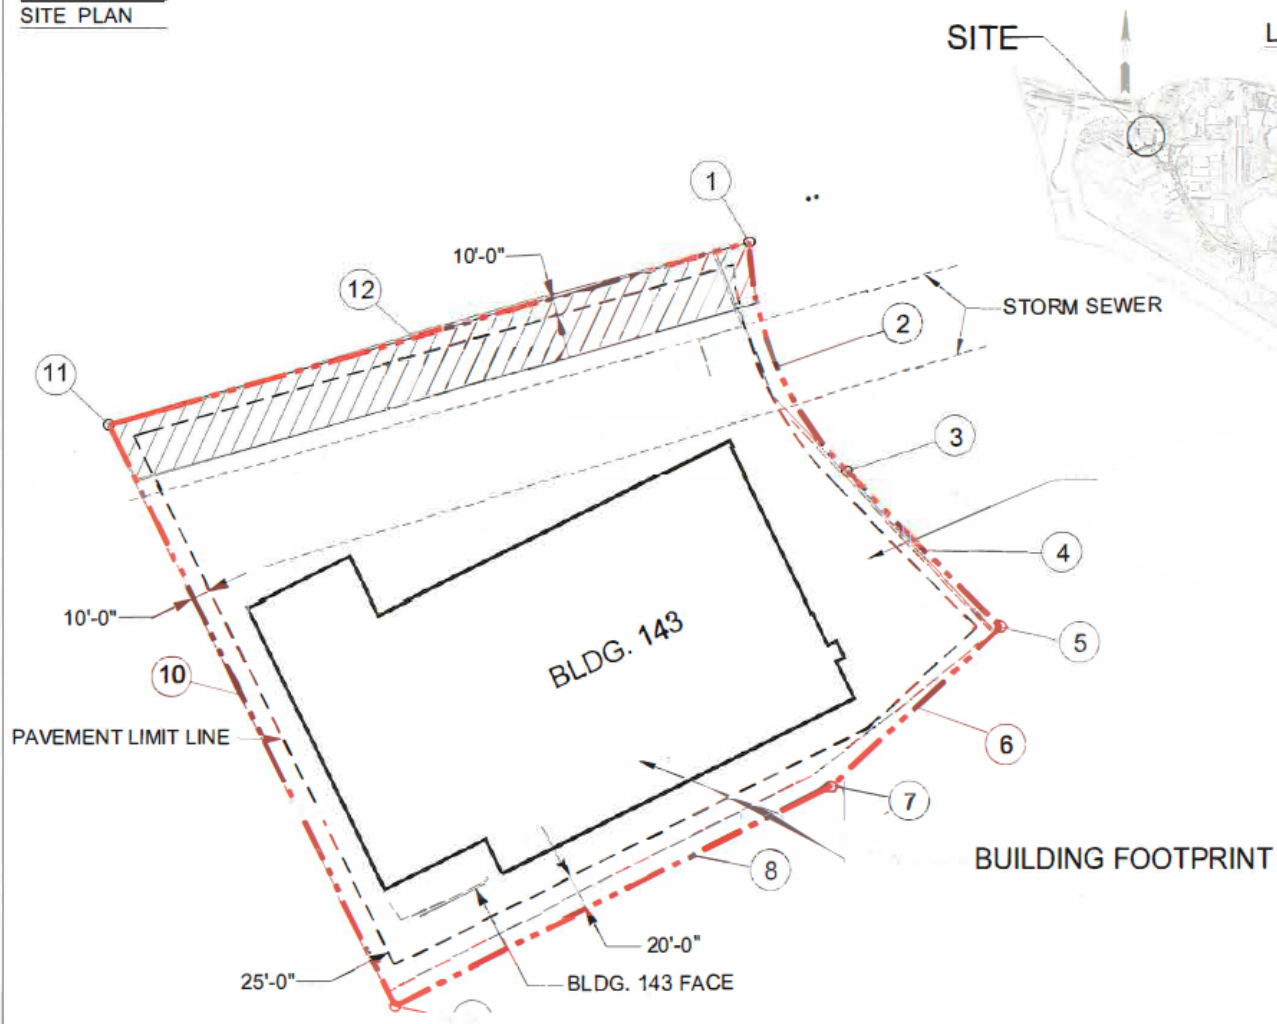 SITE PLAN
SITE
L
1
10'-0"
12
2
STORM SEWER
11
3
4
10'-0"
BLDG. 143
5
10
PAVEMENT LIMIT LINE
6
7
8
BUILDING FOOTPRINT
20'-0"
25'-0"
BLDG. 143 FACE